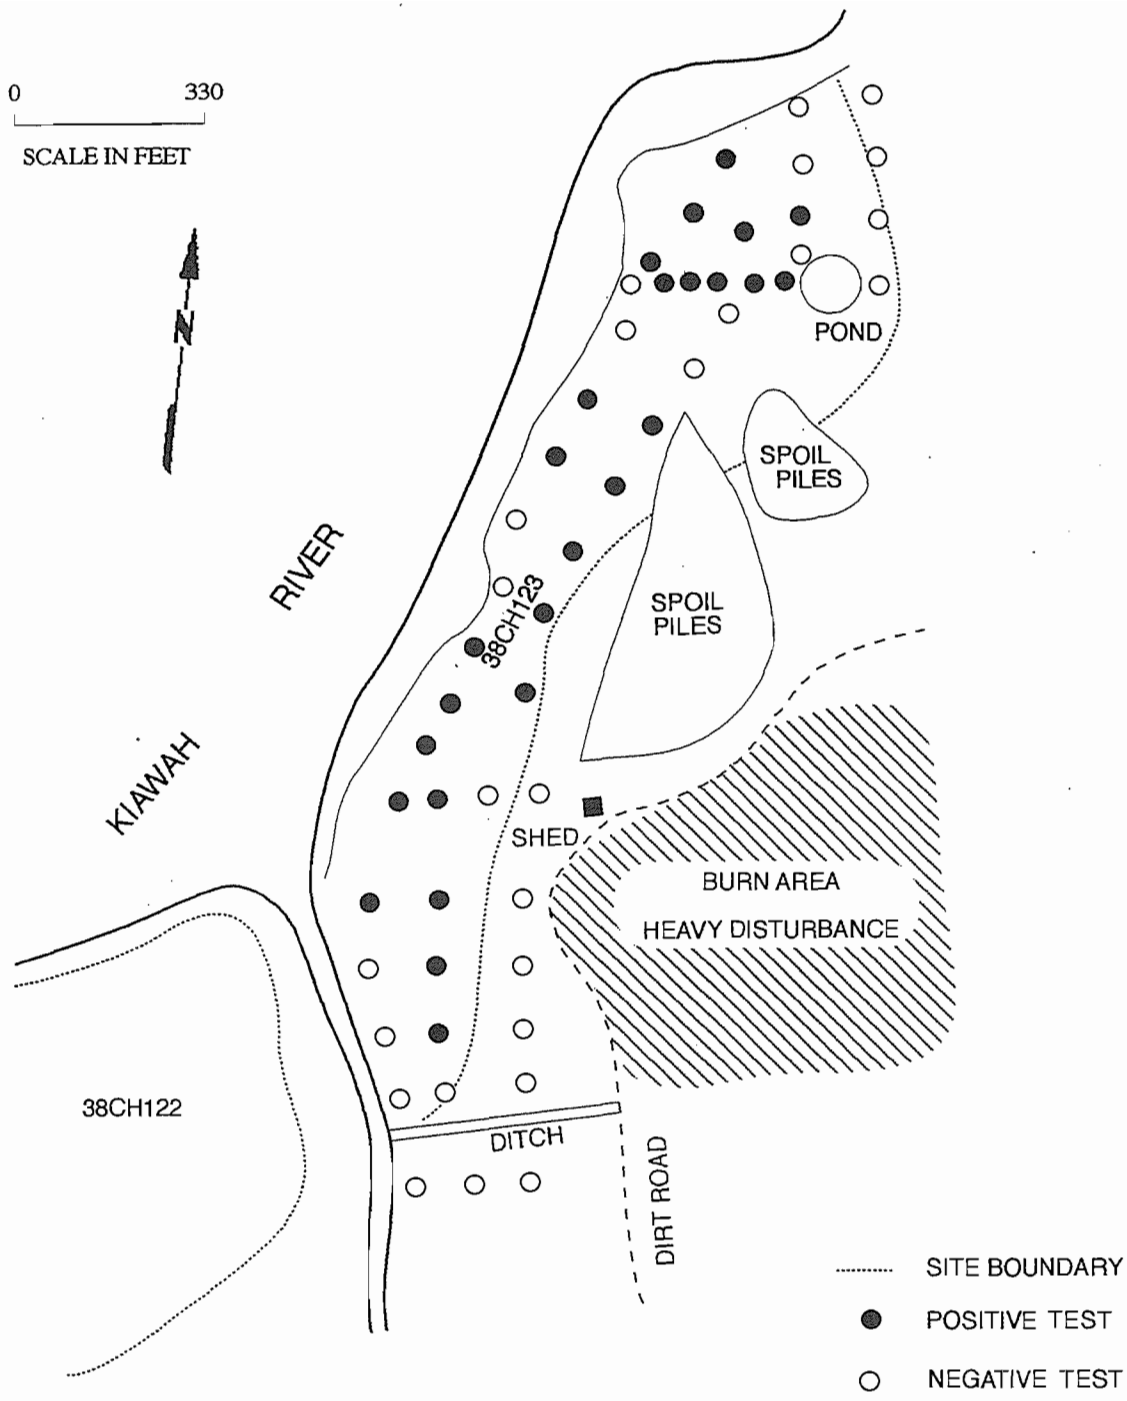 0 330
SCALE IN FEET
N
POND
SPOIL
PILES
RIVER
38CH123
SPOIL
PILES
KIAWAH
SHED
BURN AREA
HEAVY DISTURBANCE
38CH122
DITCH
DIRT ROAD
SITE BOUNDARY
POSITIVE TEST
NEGATIVE TEST